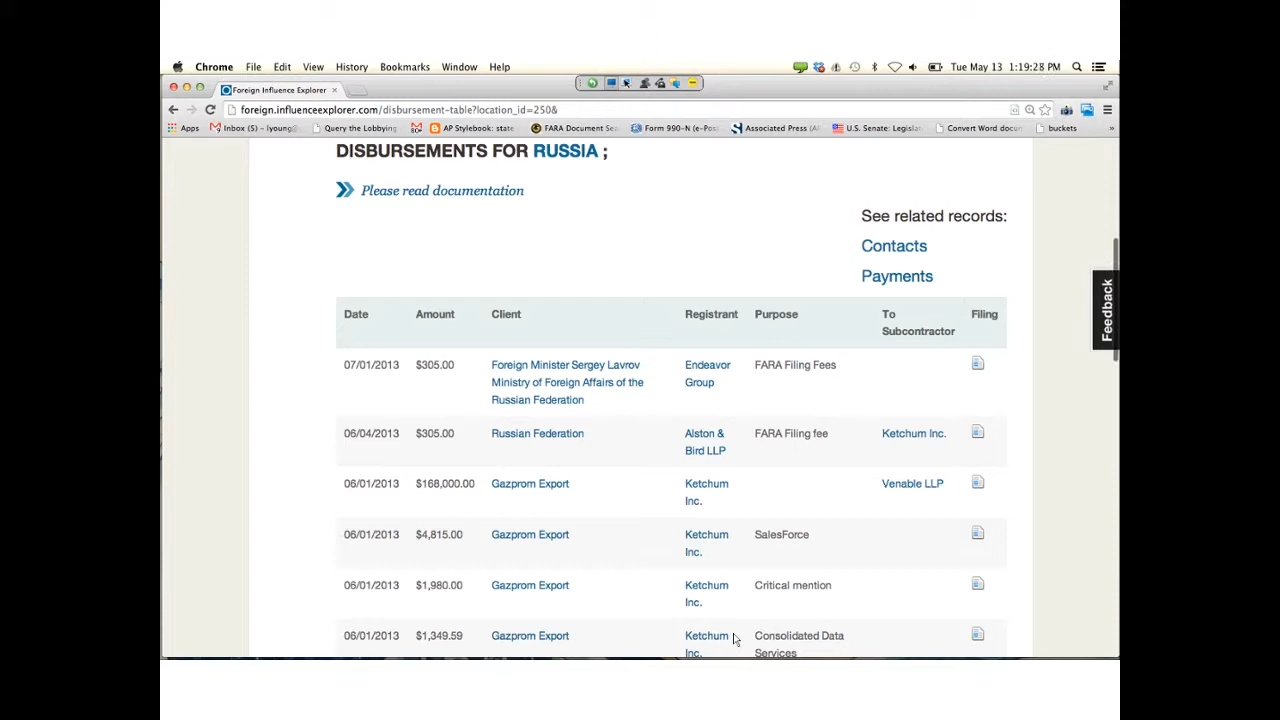 Chrome File Edit View History Bookmarks Window Help Tue May 13 1:19:28 PM
Foreign Influence Explorer
foreign.influenceexplorer.com/disbursement-table?location_id=250&
Apps Inbox () – lyoung@ Query the Lobbying AP Stylebook: state FARA Document Sea Form 990-N (e-Pos Associated Press (A U.S. Senate: Legislat Convert Word docum buckets
DISBURSEMENTS FOR RUSSIA ;
Please read documentation
See related records:
Contacts
Payments
Feedback
Date Amount Client Registrant Purpose To Subcontractor Filing
07/01/2013 $305.00 Foreign Minister Sergey Lavrov Ministry of Foreign Affairs of the Russian Federation Endeavor Group FARA Filing Fees
06/04/2013 $305.00 Russian Federation Alston & Bird LLP FARA Filing fee Ketchum Inc.
06/01/2013 $168,000.00 Gazprom Export Ketchum Inc. Venable LLP
06/01/2013 $4,815.00 Gazprom Export Ketchum Inc. SalesForce
06/01/2013 $1,980.00 Gazprom Export Ketchum Inc. Critical mention
06/01/2013 $1,349.59 Gazprom Export Ketchum Inc. Consolidated Data Services